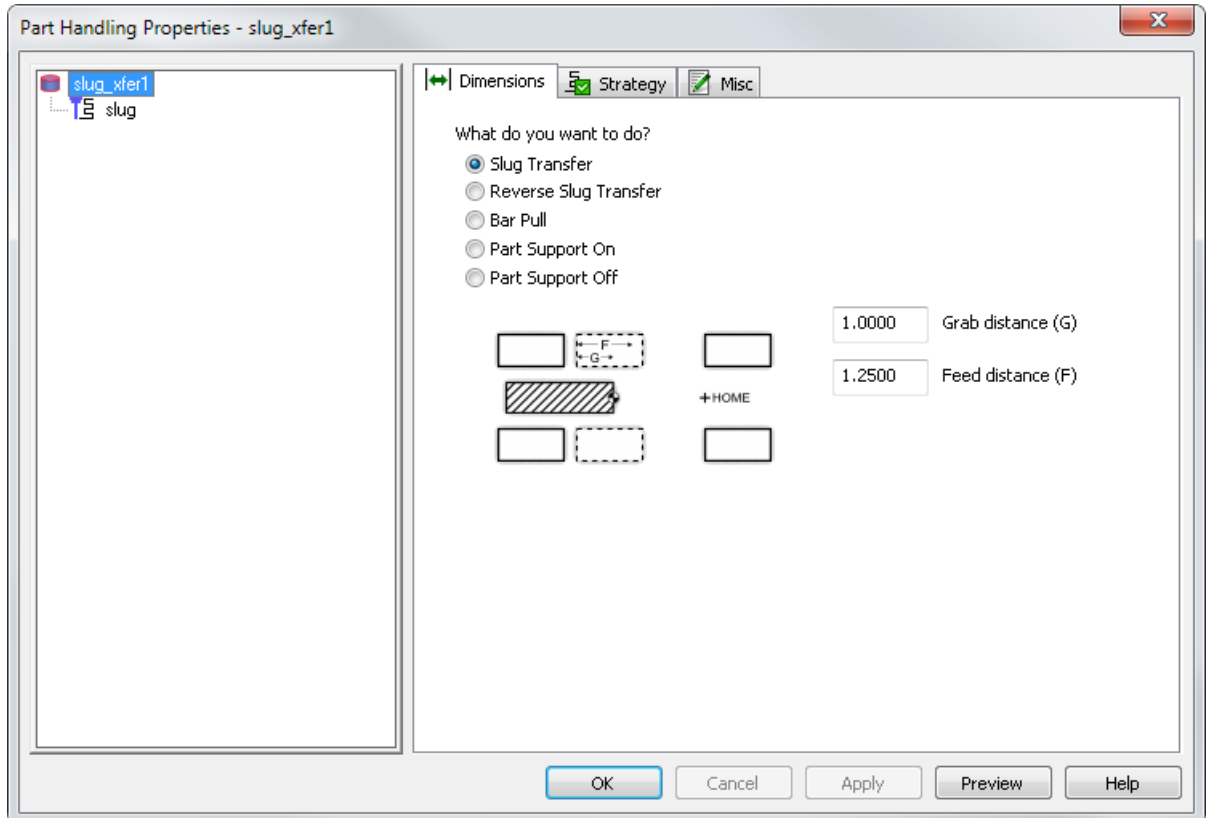 Part Handling Properties - slug_xfer1
x
slug_xfer1
slug
Dimensions
Strategy
Misc
What do you want to do?
Slug Transfer
Reverse Slug Transfer
Bar Pull
Part Support On
Part Support Off
F
G
+HOME
1.0000 Grab distance (G)
1.2500 Feed distance (F)
OK
Cancel
Apply
Preview
Help